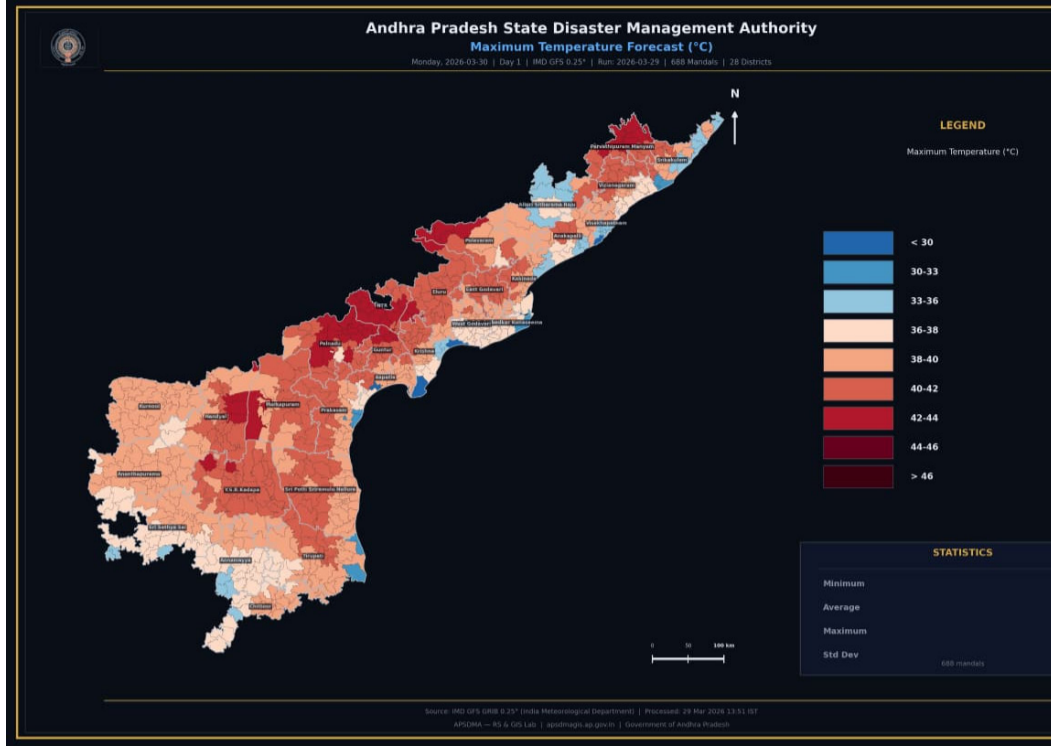 Andhra Pradesh State Disaster Management Authority
Maximum Temperature Forecast (°C)
Monday, 2026-03-30 | Day 1 | IMD GFS 0.25° | Run: 2026-03-29 | 688 Mandals | 28 Districts
N
LEGEND
Maximum Temperature (°C)
< 30
30-33
33-36
36-38
38-40
40-42
42-44
44-46
> 46
Parvathipuram Manyam
Srikakulam
Vizianagaram
Alluri Sitharama Raju
Visakhapatnam
Anakapalli
Polavaram
Kakinada
Eluru
East Godavari
West Godavari
Konaseema
Palnadu
Guntur
Krishna
Bapatla
Kurnool
Nandyal
Markapuram
Prakasam
Ananthapuramu
Y.S.R.Kadapa
Sri Potti Sriramulu Nellore
Sri Sathya Sai
Annamayya
Tirupati
Chittoor
0 50 100 km
STATISTICS
Minimum
Average
Maximum
Std Dev
688 mandals
Source: IMD GFS GRIB 0.25° (India Meteorological Department) | Processed: 29 Mar 2026 13:51 IST
APSDMA — RS & GIS Lab | apsdmagis.ap.gov.in | Government of Andhra Pradesh